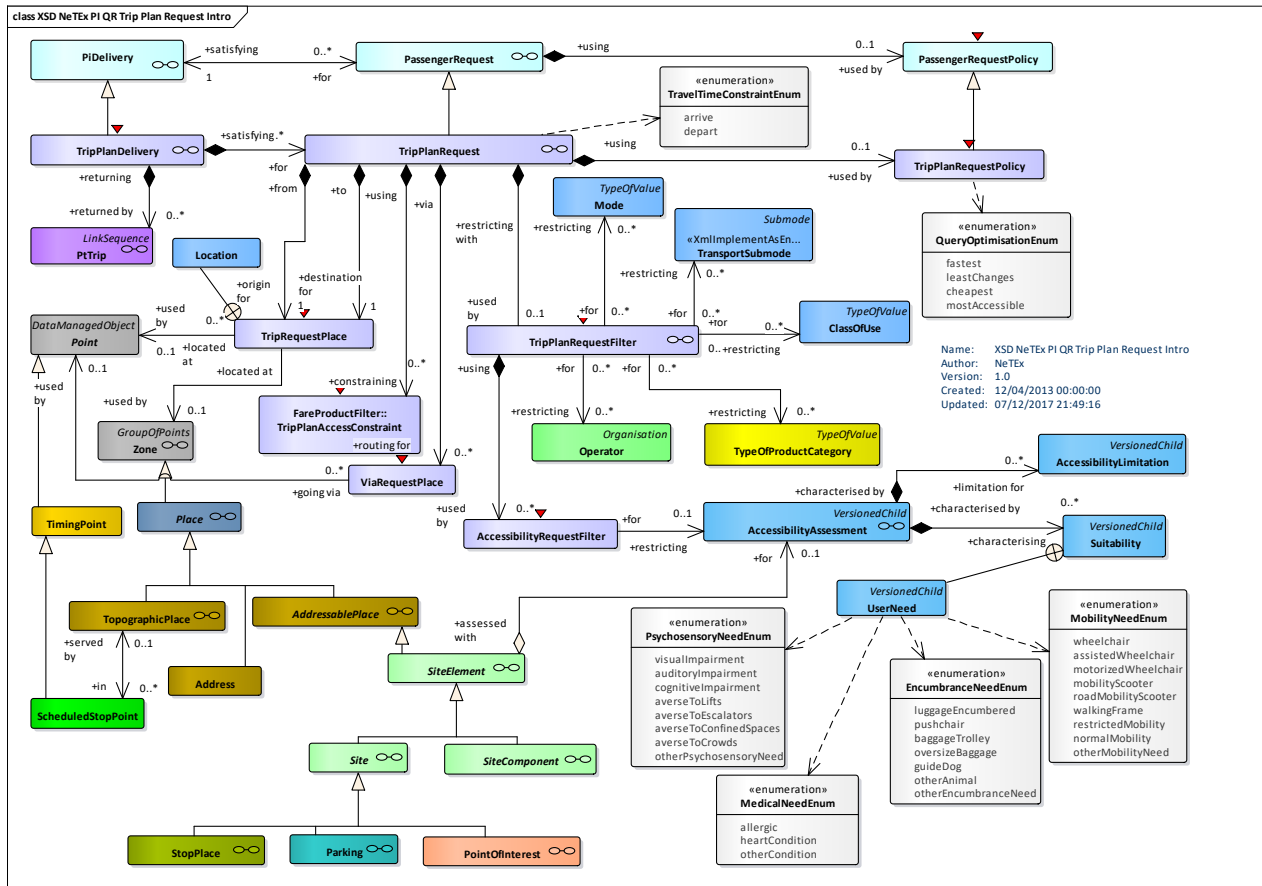 class XSD NeTEx PI QR Trip Plan Request Intro
PiDelivery
+satisfying
1
0..*
+for
PassengerRequest
+using
0..1
+used by
PassengerRequestPolicy
«enumeration»
TravelTimeConstraintEnum
arrive
depart
TripPlanDelivery
+satisfying.*
+for
TripPlanRequest
+using
0..1
+used by
TripPlanRequestPolicy
+returning
+returned by
0..*
LinkSequence
PtTrip
+from
+to
+using
+via
+restricting
with
TypeOfValue
Mode
+restricting
0..*
Submode
«XmlImplementAsEn...
TransportSubmode
+restricting
0..*
«enumeration»
QueryOptimisationEnum
fastest
leastChanges
cheapest
mostAccessible
Location
+origin
for
1
+destination
for
1
+used
by
0..*
DataManagedObject
Point
0..1
+located
at
TripRequestPlace
+used
by
0..1
+for
0..*
+for
0..*
+for
0..
TripPlanRequestFilter
0..*
+restricting
TypeOfValue
ClassOfUse
Name: XSD NeTEx PI QR Trip Plan Request Intro
Author: NeTEx
Version: 1.0
Created: 12/04/2013 00:00:00
Updated: 07/12/2017 21:49:16
+used
by
0..1
+located at
+used by
0..1
0..*
+constraining
FareProductFilter::
TripPlanAccessConstraint
+routing for
0..*
+using
+for
0..*
+for
0..*
+restricting
0..*
Organisation
Operator
+restricting
0..*
TypeOfValue
TypeOfProductCategory
GroupOfPoints
Zone
0..*
+going via
ViaRequestPlace
VersionedChild
AccessibilityLimitation
0..*
+limitation for
+characterised by
TimingPoint
Place
+used
by
0..*
AccessibilityRequestFilter
+for
0..1
+restricting
VersionedChild
AccessibilityAssessment
+characterised by
0..*
+characterising
VersionedChild
Suitability
+for
0..1
TopographicPlace
AddressablePlace
+served
by
0..1
+in
0..*
Address
ScheduledStopPoint
+assessed
with
SiteElement
VersionedChild
UserNeed
«enumeration»
PsychosensoryNeedEnum
visualImpairment
auditoryImpairment
cognitiveImpairment
averseToLifts
averseToEscalators
averseToConfinedSpaces
averseToCrowds
otherPsychosensoryNeed
«enumeration»
EncumbranceNeedEnum
luggageEncumbered
pushchair
baggageTrolley
oversizeBaggage
guideDog
otherAnimal
otherEncumbranceNeed
«enumeration»
MobilityNeedEnum
wheelchair
assistedWheelchair
motorizedWheelchair
mobilityScooter
roadMobilityScooter
walkingFrame
restrictedMobility
normalMobility
otherMobilityNeed
Site
SiteComponent
«enumeration»
MedicalNeedEnum
allergic
heartCondition
otherCondition
StopPlace
Parking
PointOfInterest